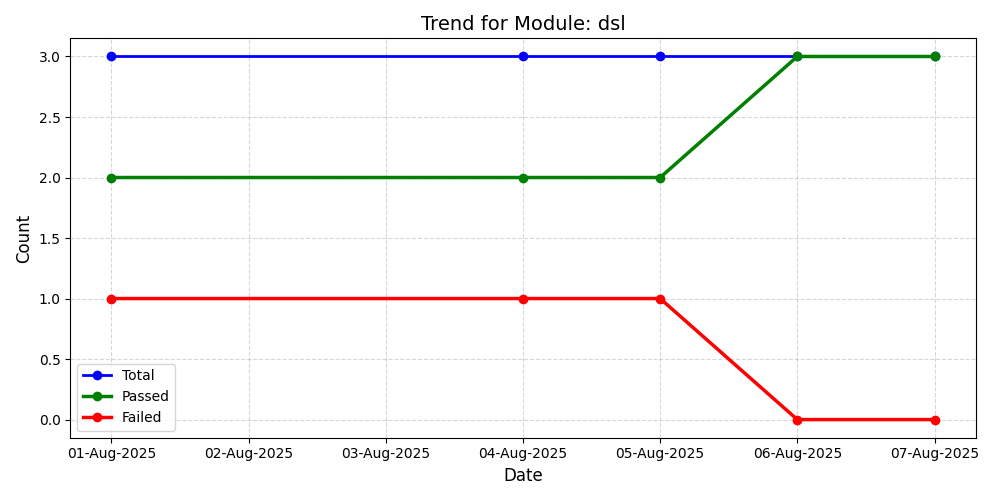 Trend for Module: dsl
Count
3.0
2.5
2.0
1.5
1.0
0.5
0.0
Total
Passed
Failed
01-Aug-2025 02-Aug-2025 03-Aug-2025 04-Aug-2025 05-Aug-2025 06-Aug-2025 07-Aug-2025
Date